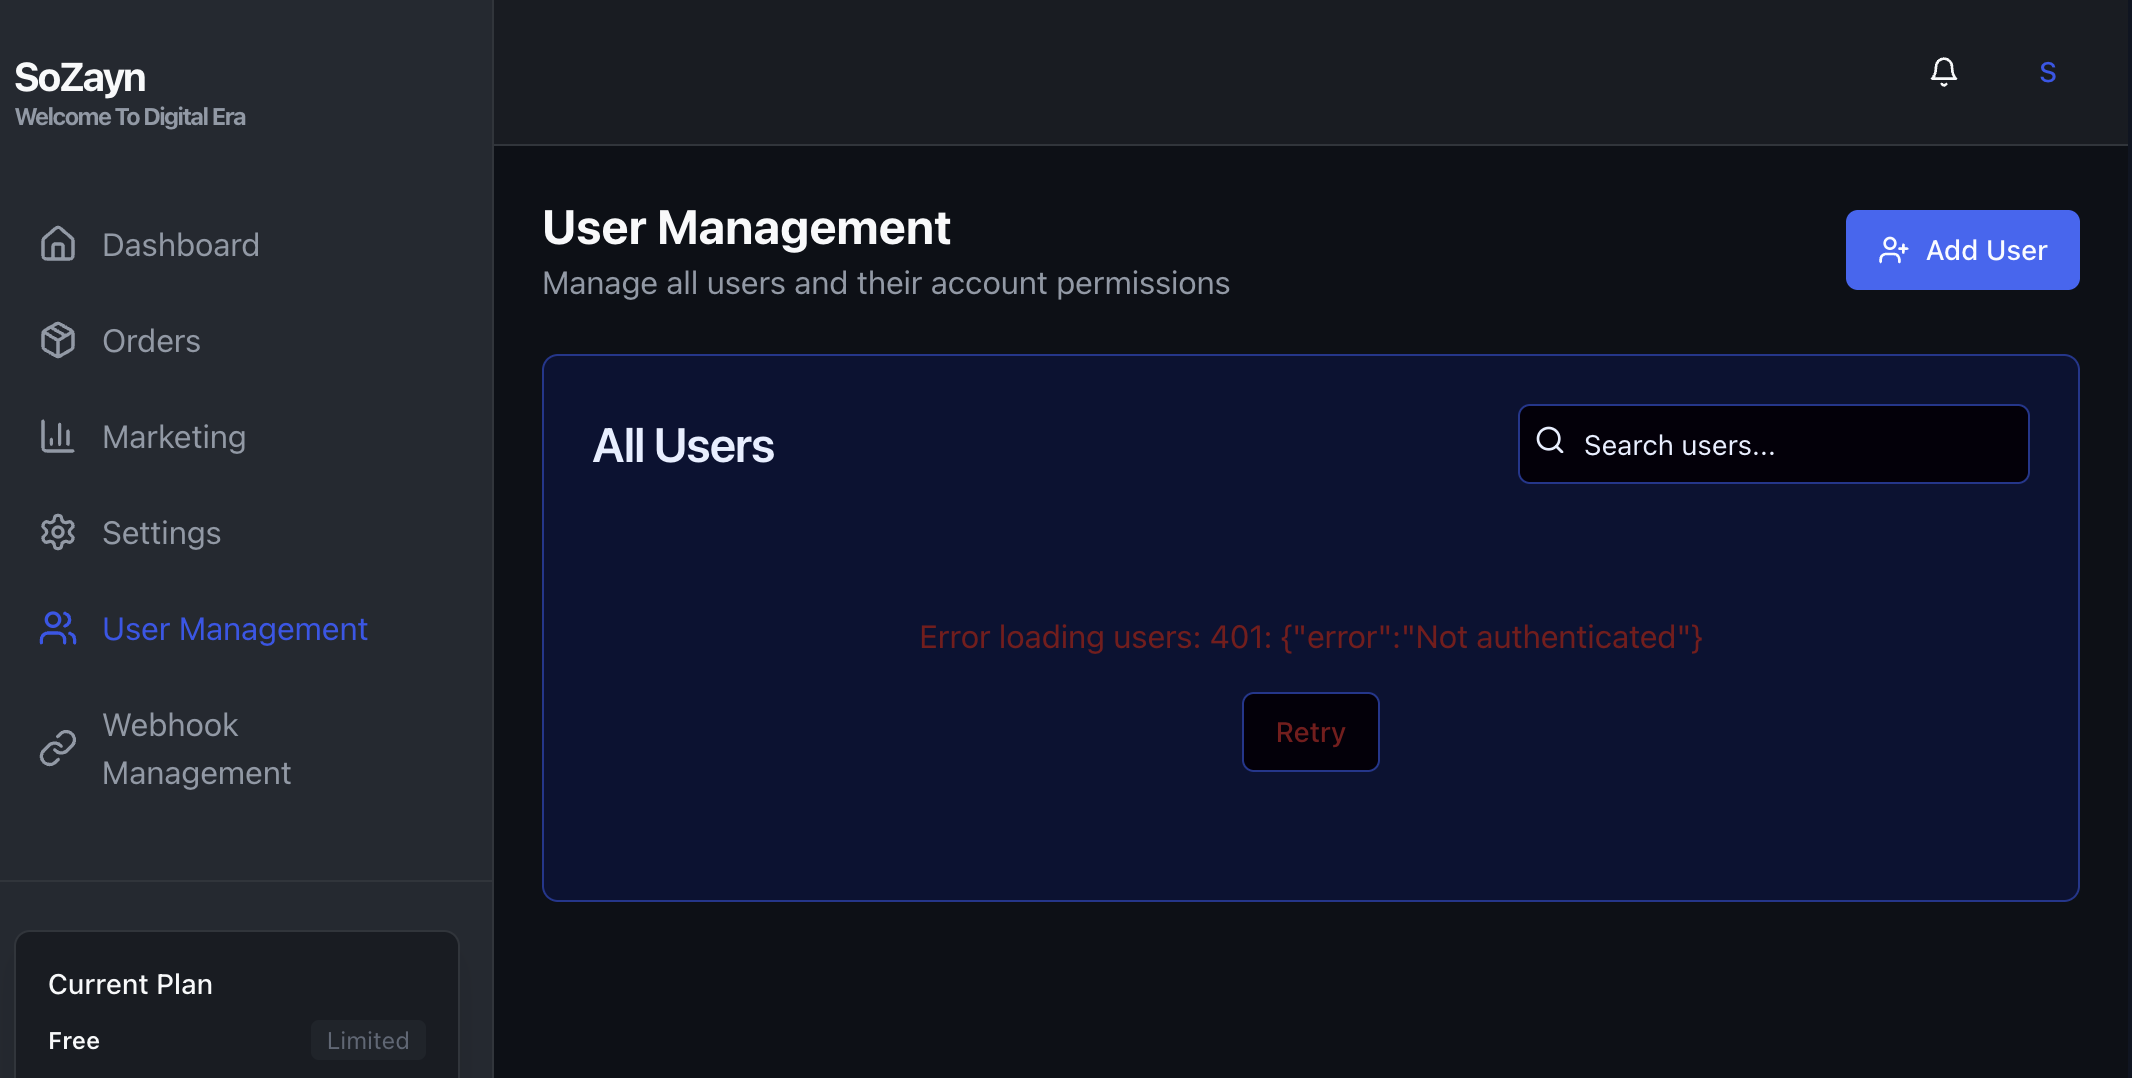 SoZayn
Welcome To Digital Era
S
Dashboard
Orders
Marketing
Settings
User Management
Webhook
Management
Current Plan
Free
Limited
User Management
Manage all users and their account permissions
Add User
All Users
Search users...
Error loading users: 401: {"error":"Not authenticated"}
Retry